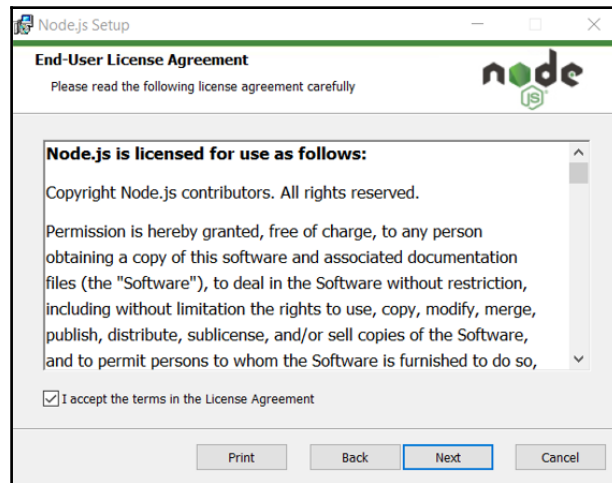 Node.js Setup
End-User License Agreement
Please read the following license agreement carefully
node
JS
Node.js is licensed for use as follows:
Copyright Node.js contributors. All rights reserved.
Permission is hereby granted, free of charge, to any person
obtaining a copy of this software and associated documentation
files (the "Software"), to deal in the Software without restriction,
including without limitation the rights to use, copy, modify, merge,
publish, distribute, sublicense, and/or sell copies of the Software,
and to permit persons to whom the Software is furnished to do so,
I accept the terms in the License Agreement
Print
Back
Next
Cancel